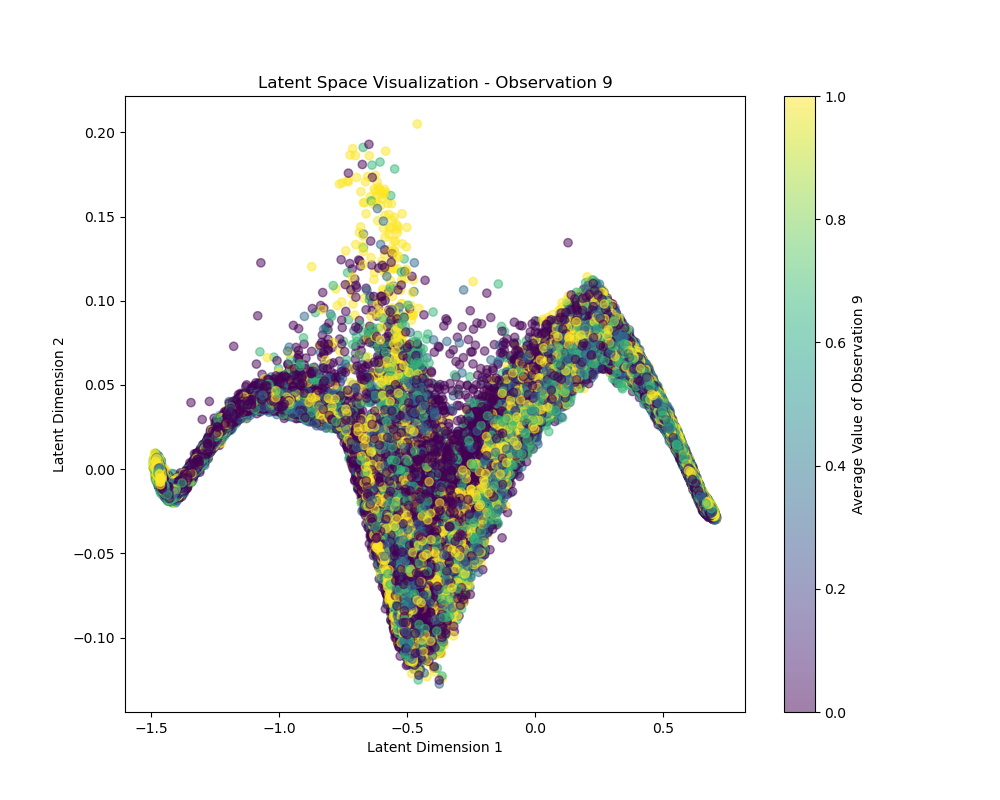 Latent Space Visualization - Observation 9
0.20
0.15
0.10
0.05
0.00
−0.05
−0.10
Latent Dimension 2
−1.5 −1.0 −0.5 0.0 0.5
Latent Dimension 1
1.0
0.8
0.6
0.4
0.2
0.0
Average Value of Observation 9